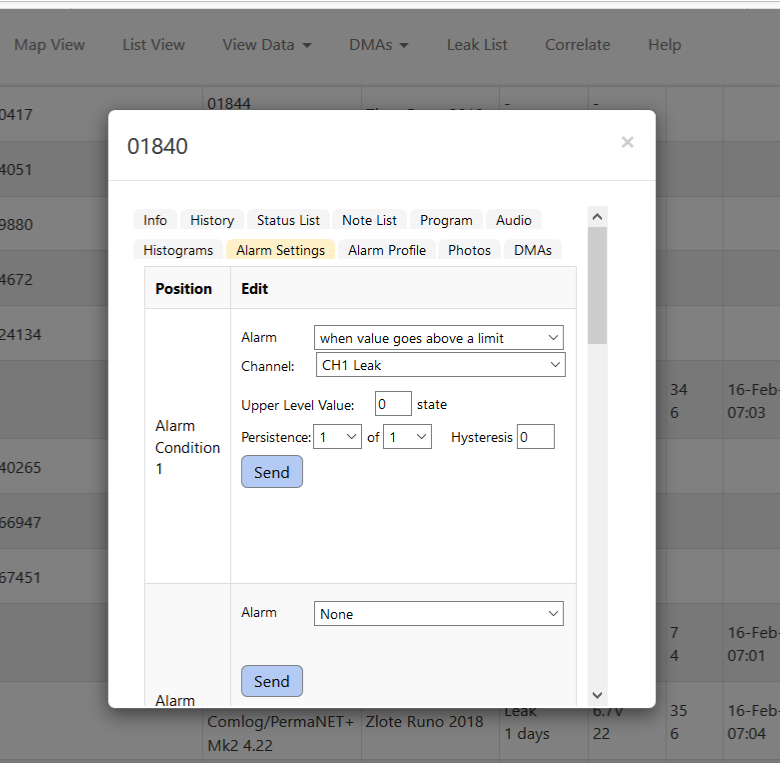 Map View List View View Data DMAs Leak List Correlate Help
01844
0417
01840 ×
4051
Info History Status List Note List Program Audio
9880
Histograms Alarm Settings Alarm Profile Photos DMAs
4672
Position Edit
24134
Alarm when value goes above a limit
Channel: CH1 Leak
34 16-Feb-
6 07:03
Upper Level Value: 0 state
Alarm
Condition
1
Persistence: 1 of 1 Hysteresis 0
40265
Send
66947
67451
Alarm None
7 16-Feb-
4 07:01
Send
Alarm
Leak 6.7V 35 16-Feb-
Comlog/PermaNET+ Zlote Runo 2018
1 days 22 6 07:04
Mk2 4.22